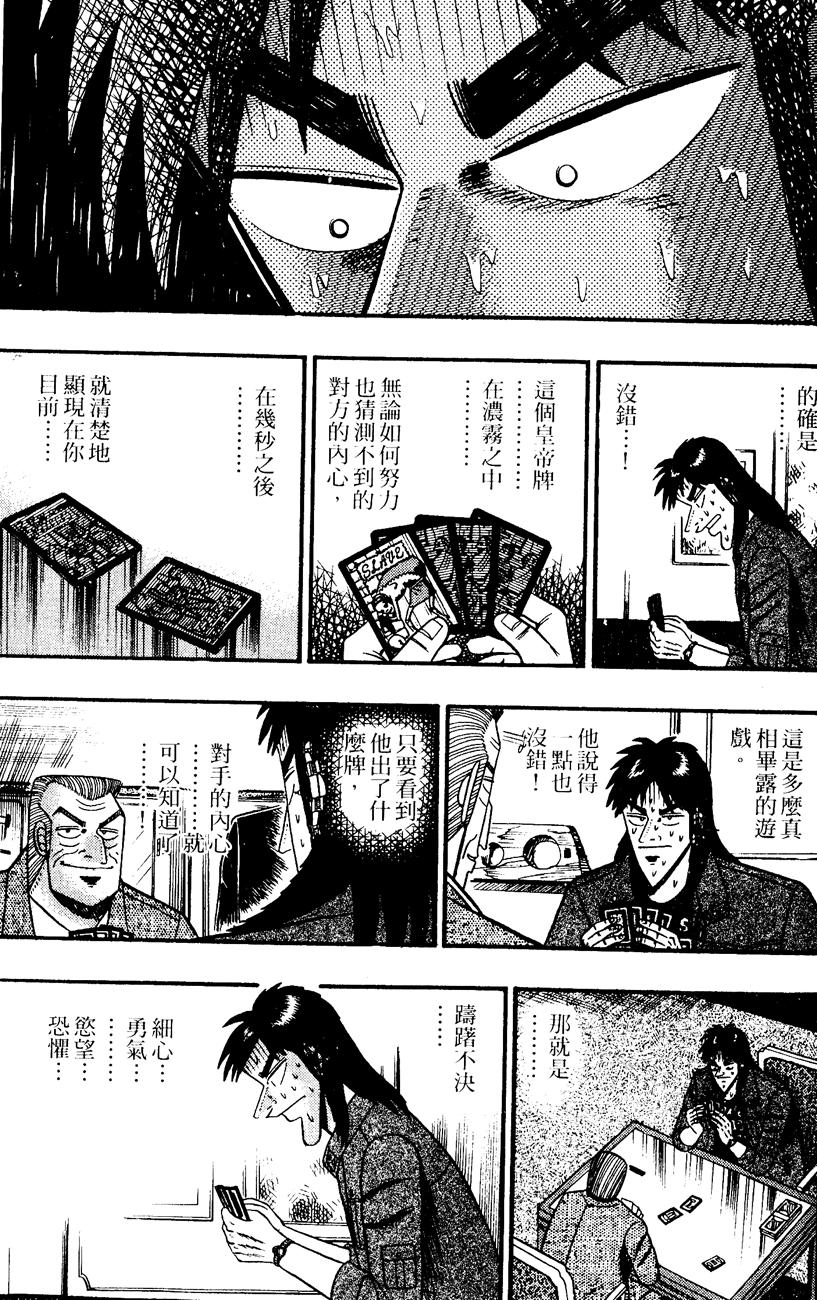 的確是
………
沒錯…！
這個皇帝牌
…………
在濃霧之中
………
無論如何努力
也猜測不到的
對方的內心，
SLAVE
在幾秒之後
………
就清楚地
顯現在你
目前……
這是多麼真
相畢露的遊
戲。
他說得
一點也
沒錯！
S
只要看到
他出了什
麼牌，
對手的內心
………就
可以知道了
………！
那就是
………
躊躇不決
……
細心…
勇氣…
………
慾望…
恐懼…